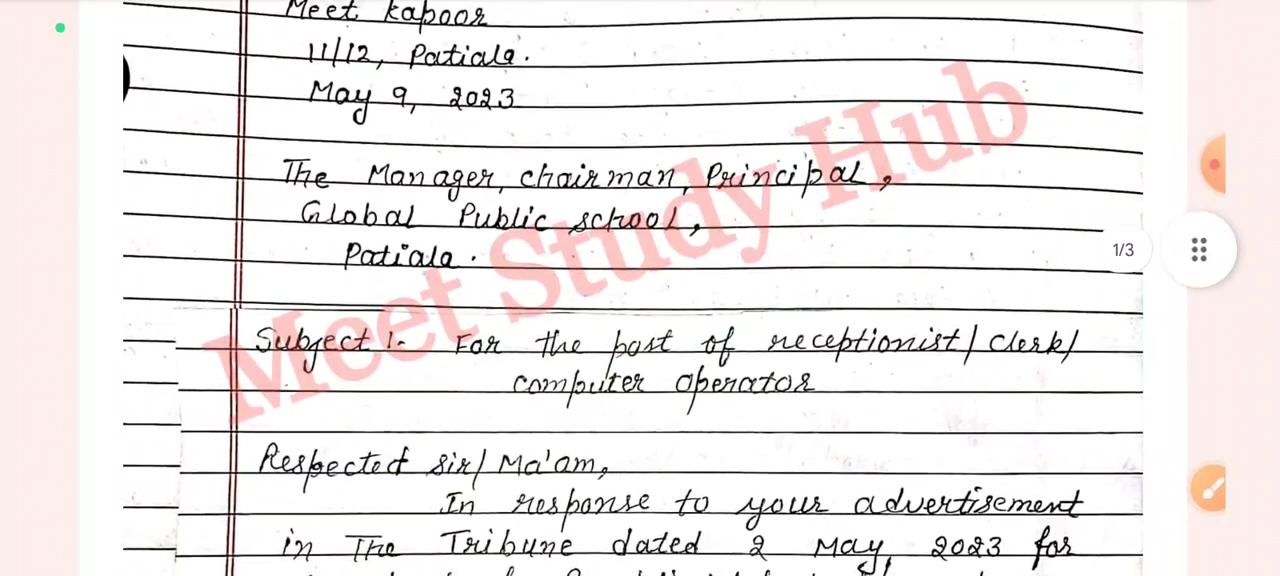 Meet kapoor
11/12, Patiala.
May 9, 2023
The Manager, chairman, Principal,
Global Public school,
Patiala.
1/3
Meet Study Hub
Subject :- For the post of receptionist/clerk/
computer operator
Respected sir/Ma'am,
In response to your advertisement
in The Tribune dated 2 May, 2023 for